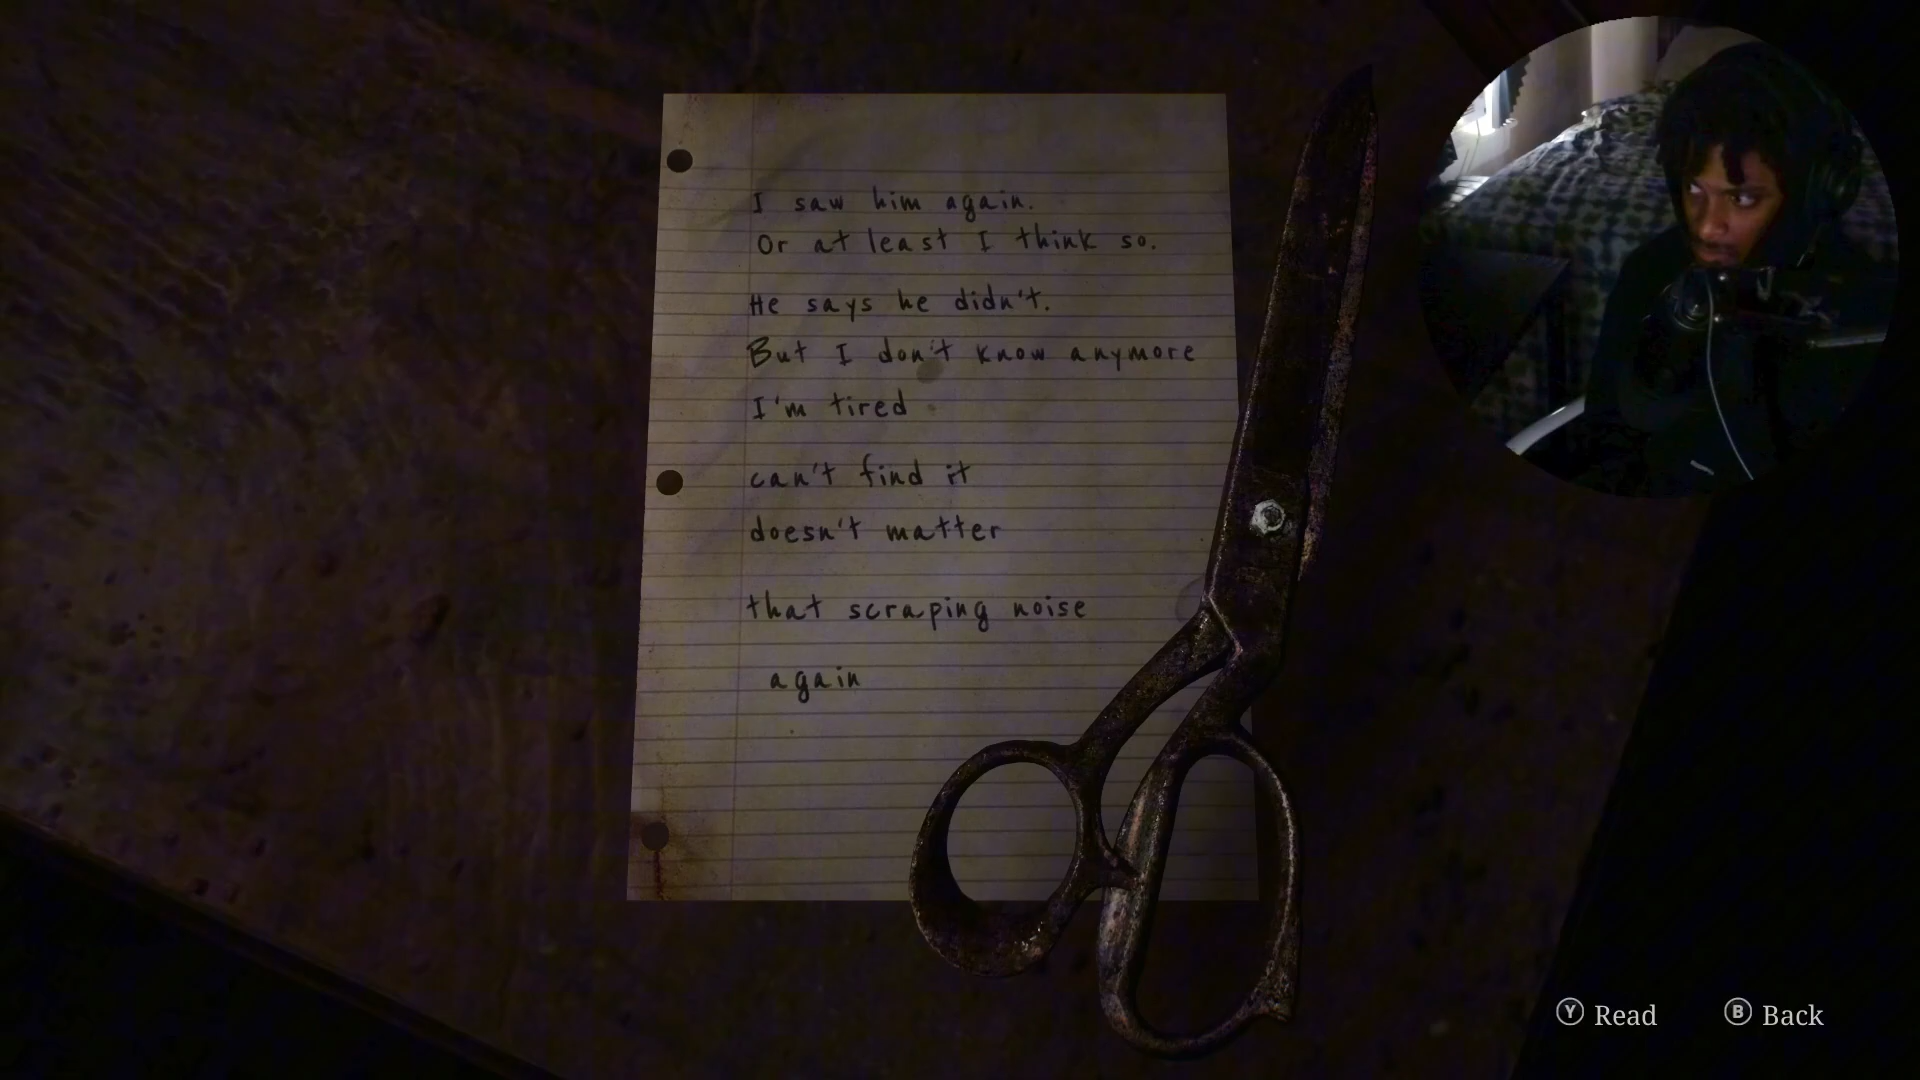 I saw him again.
Or at least I think so.
He says he didn't.
But I don't know anymore
I'm tired
can't find it
doesn't matter
that scraping noise
again
Y Read B Back